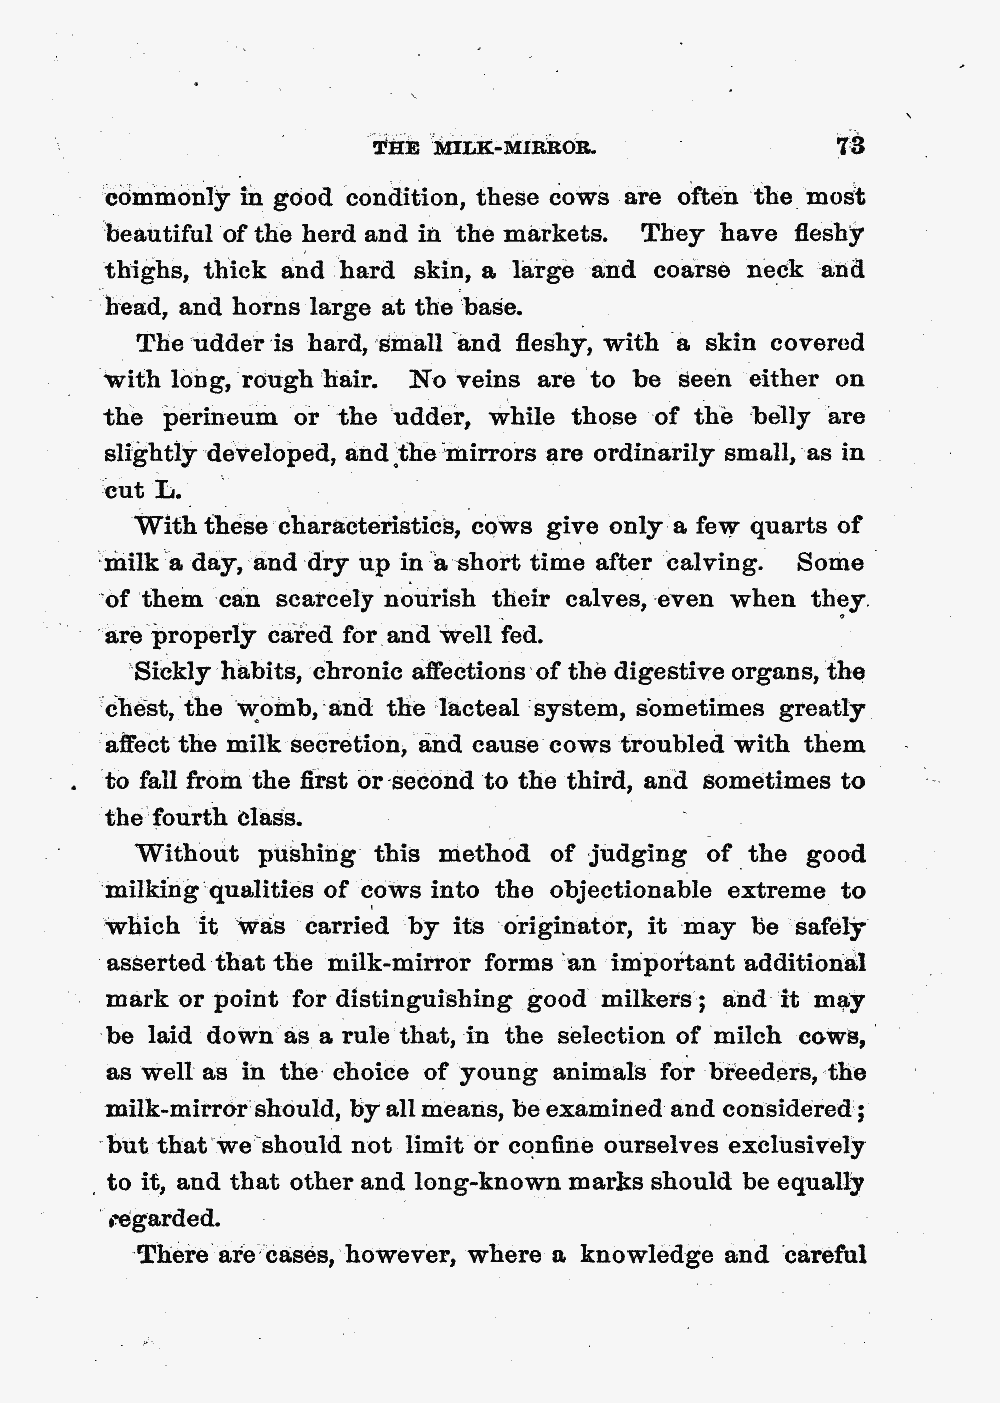 THE MILK-MIRROR. 73
commonly in good condition, these cows are often the most
beautiful of the herd and in the markets. They have fleshy
thighs, thick and hard skin, a large and coarse neck and
head, and horns large at the base.
The udder is hard, small and fleshy, with a skin covered
with long, rough hair. No veins are to be seen either on
the perineum or the udder, while those of the belly are
slightly developed, and the mirrors are ordinarily small, as in
cut L.
With these characteristics, cows give only a few quarts of
milk a day, and dry up in a short time after calving. Some
of them can scarcely nourish their calves, even when they
are properly cared for and well fed.
Sickly habits, chronic affections of the digestive organs, the
chest, the womb, and the lacteal system, sometimes greatly
affect the milk secretion, and cause cows troubled with them
to fall from the first or second to the third, and sometimes to
the fourth class.
Without pushing this method of judging of the good
milking qualities of cows into the objectionable extreme to
which it was carried by its originator, it may be safely
asserted that the milk-mirror forms an important additional
mark or point for distinguishing good milkers; and it may
be laid down as a rule that, in the selection of milch cows,
as well as in the choice of young animals for breeders, the
milk-mirror should, by all means, be examined and considered;
but that we should not limit or confine ourselves exclusively
to it, and that other and long-known marks should be equally
regarded.
There are cases, however, where a knowledge and careful